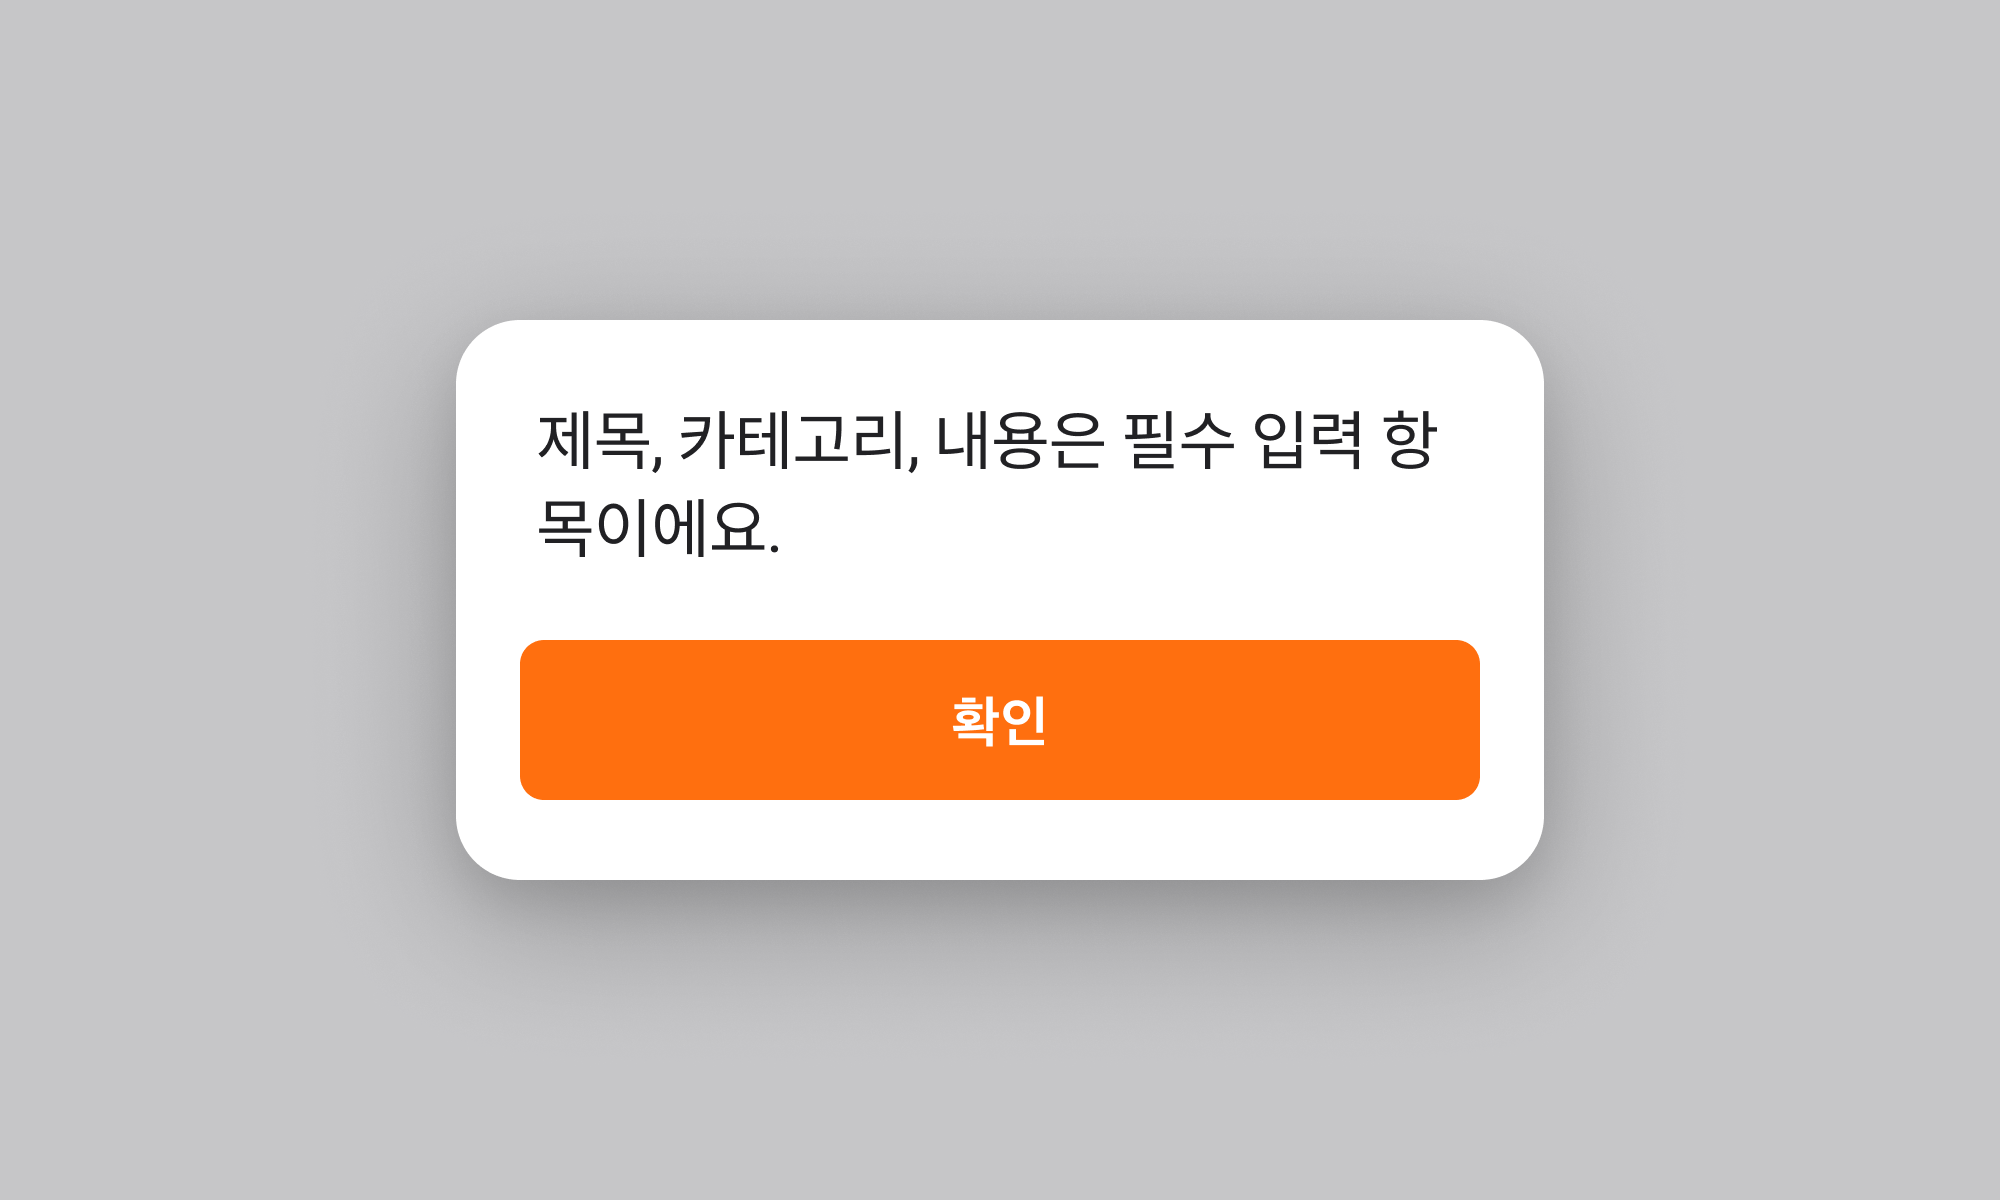 제목, 카테고리, 내용은 필수 입력 항
목이에요.
확인